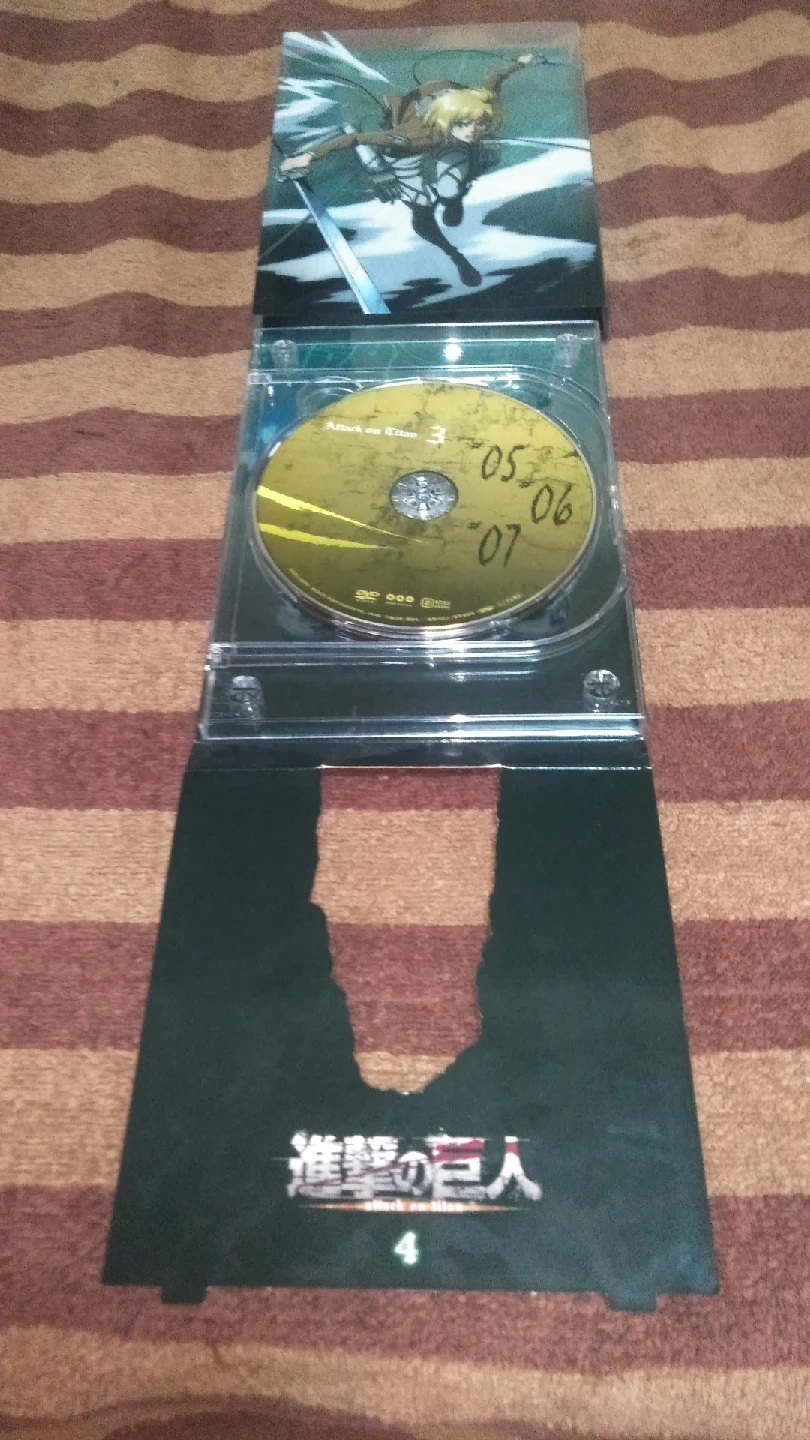 Attack on Titan 3
#05
#06
#07
DVD
進撃の巨人
attack on titan
4